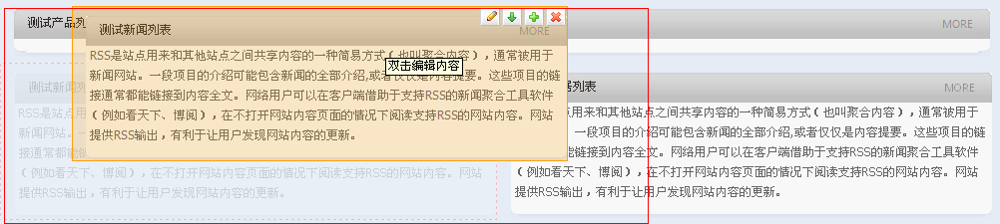 测试产品列
MORE
测试新闻列表
MORE
RSS是站点用来和其他站点之间共享内容的一种简易方式（也叫聚合内容），通常被用于
新闻网站。一段项目的介绍可能包含新闻的全部介绍,或者仅仅是内容提要。这些项目的链
接通常都能链接到内容全文。网络用户可以在客户端借助于支持RSS的新闻聚合工具软件
（例如看天下、博阅），在不打开网站内容页面的情况下阅读支持RSS的网站内容。网站
提供RSS输出，有利于让用户发现网站内容的更新。
双击编辑内容
测试新闻
RSS是站
新闻网站。
接通常都能
（例如看天下、博阅），在不打开网站内容页面的情况下阅读支持RSS的网站内容。网站
提供RSS输出，有利于让用户发现网站内容的更新。
列表
MORE
用来和其他站点之间共享内容的一种简易方式（也叫聚合内容），通常被用于
一段项目的介绍可能包含新闻的全部介绍,或者仅仅是内容提要。这些项目的链
接通常都能链接到内容全文。网络用户可以在客户端借助于支持RSS的新闻聚合工具软件
（例如看天下、博阅），在不打开网站内容页面的情况下阅读支持RSS的网站内容。网站
提供RSS输出，有利于让用户发现网站内容的更新。